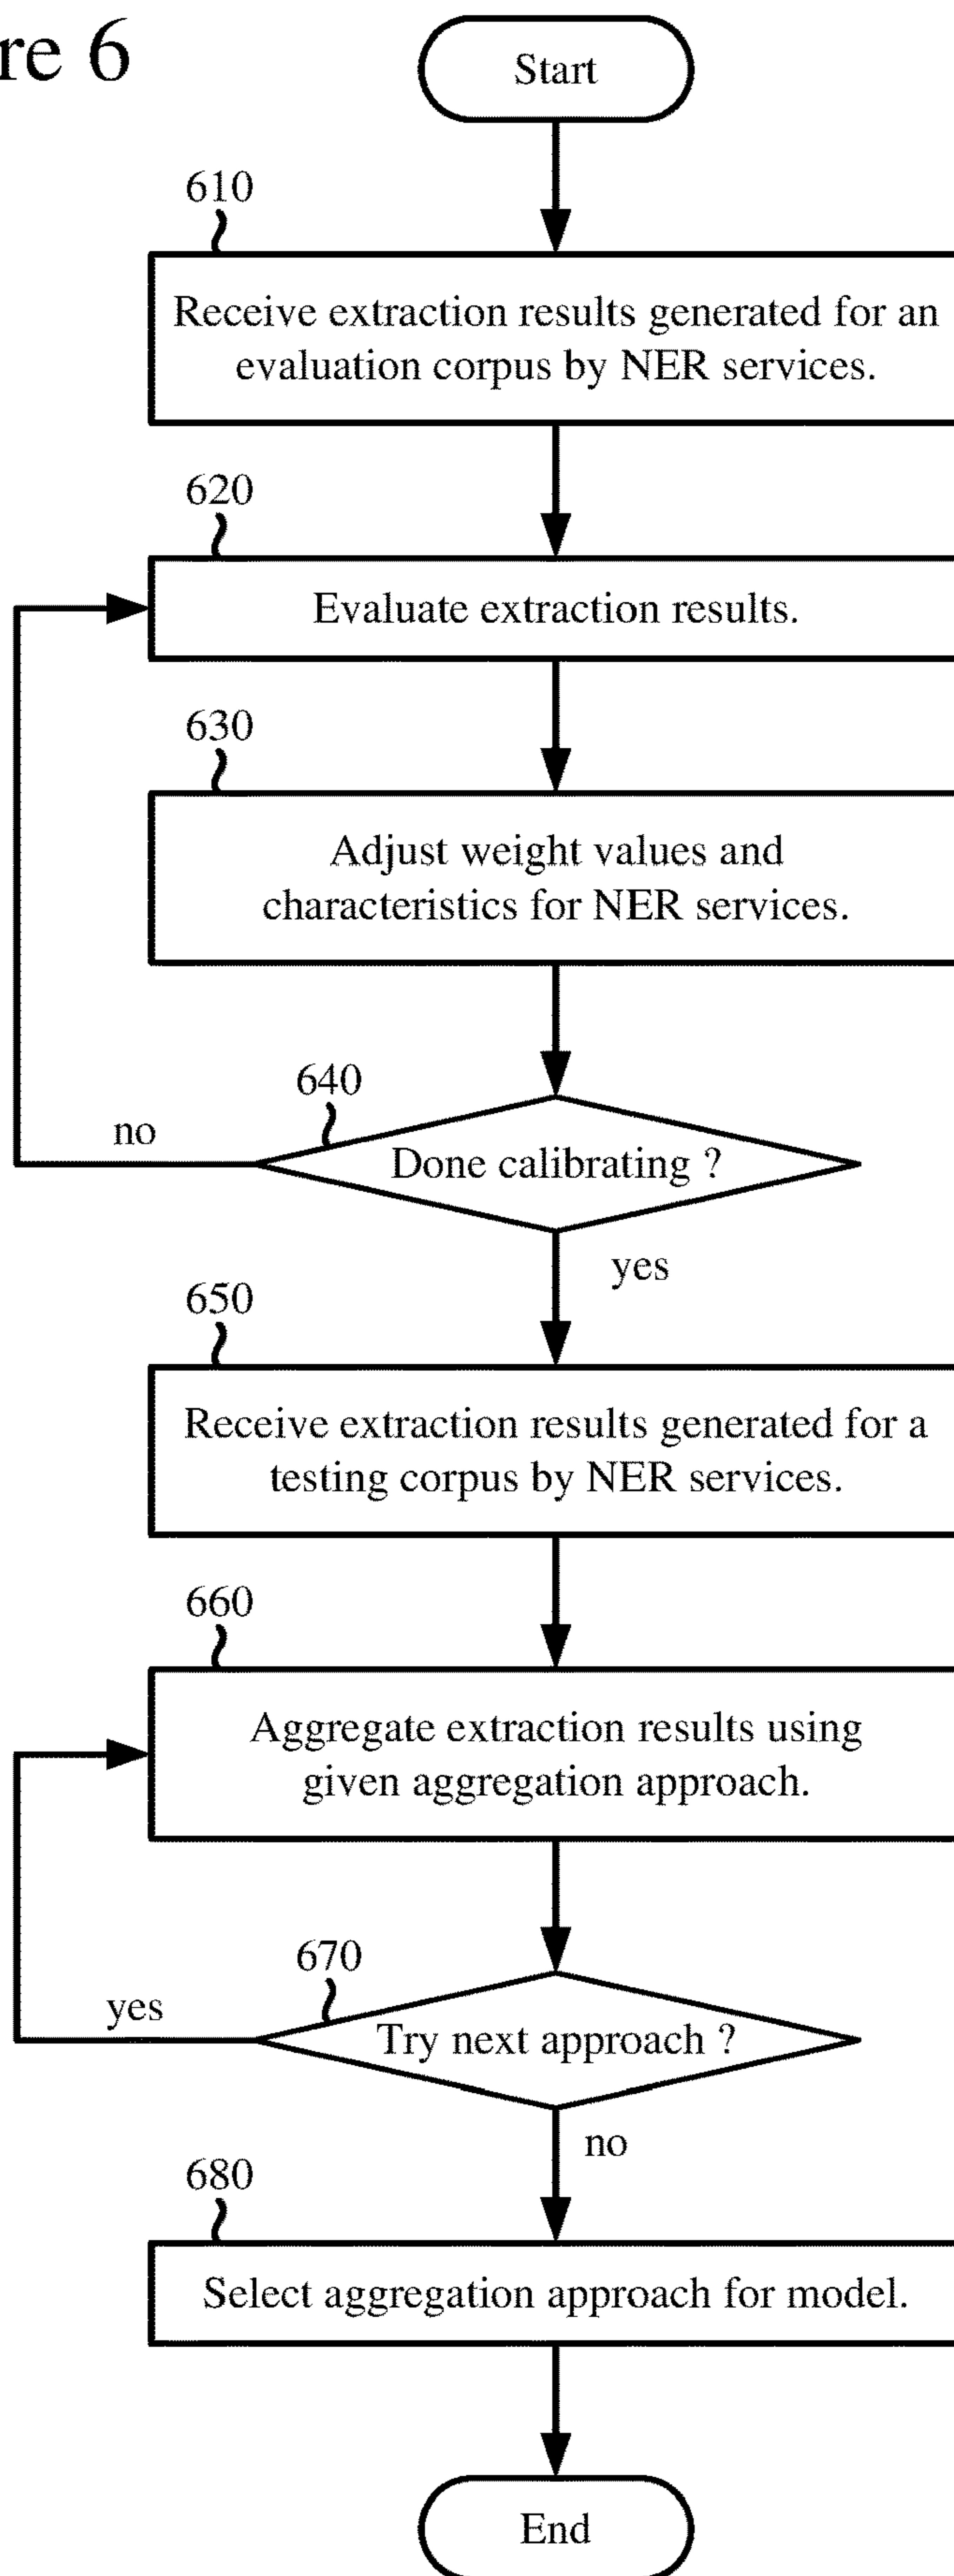 re 6
Start
610
Receive extraction results generated for an
evaluation corpus by NER services.
620
Evaluate extraction results.
630
Adjust weight values and
characteristics for NER services.
640
no
Done calibrating ?
yes
650
Receive extraction results generated for a
testing corpus by NER services.
660
Aggregate extraction results using
given aggregation approach.
670
yes
Try next approach ?
no
680
Select aggregation approach for model.
End